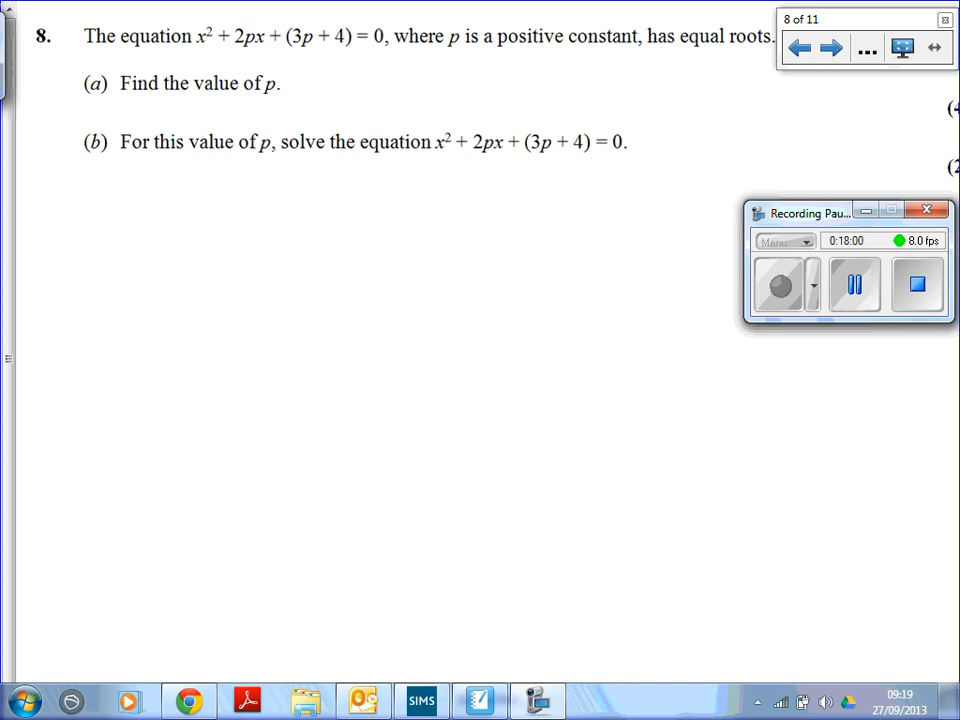 8. The equation x² + 2px + (3p + 4) = 0, where p is a positive constant, has equal roots.
(a) Find the value of p.
(b) For this value of p, solve the equation x² + 2px + (3p + 4) = 0.
8 of 11
...
Recording Pau...
Menu
0:18:00
8.0 fps
SIMS
09:19
27/09/2013